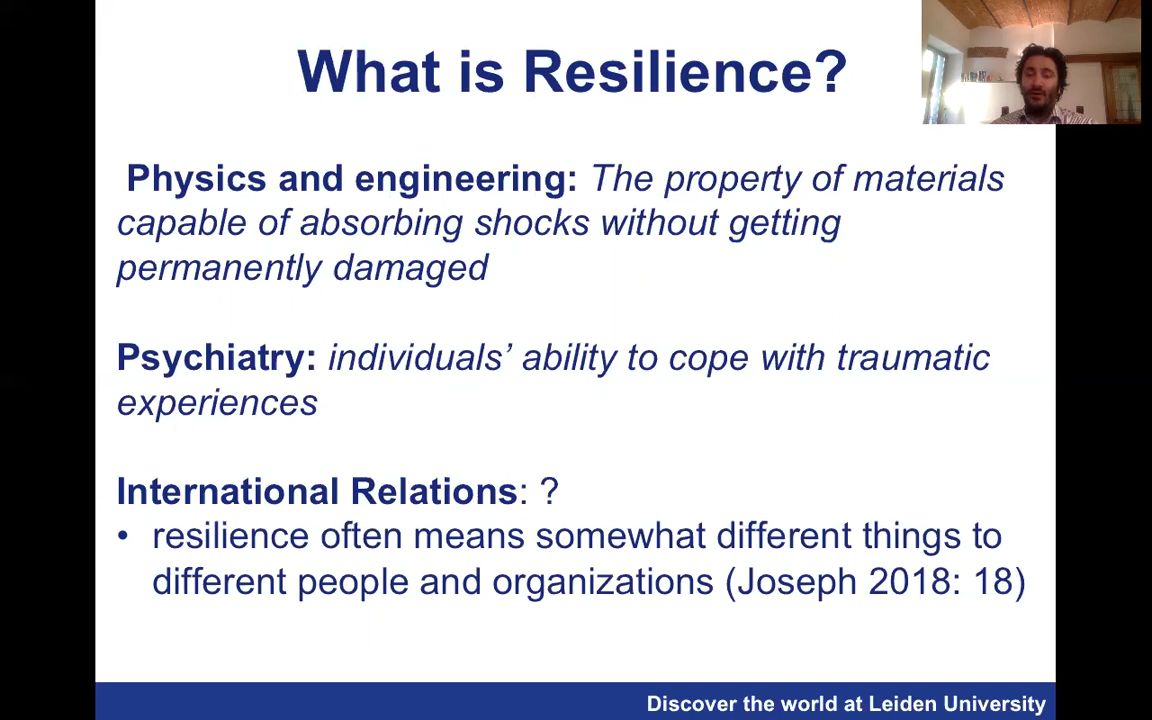 What is Resilience?
Physics and engineering: The property of materials
capable of absorbing shocks without getting
permanently damaged
Psychiatry: individuals’ ability to cope with traumatic
experiences
International Relations: ?
• resilience often means somewhat different things to
different people and organizations (Joseph 2018: 18)
Discover the world at Leiden University